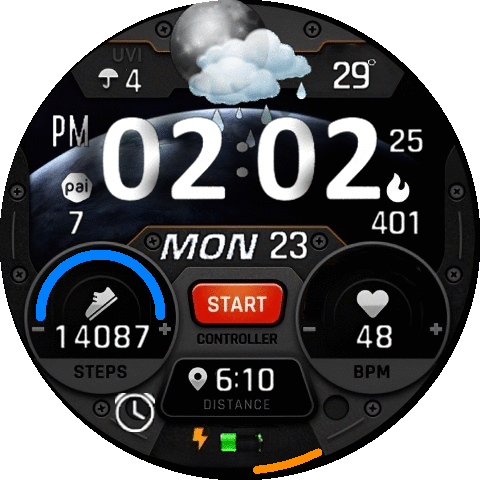 UVI
4
29°
PM
02:02
25
pai
7
401
MON 23
START
CONTROLLER
14087
- +
STEPS
48
- +
BPM
6:10
DISTANCE